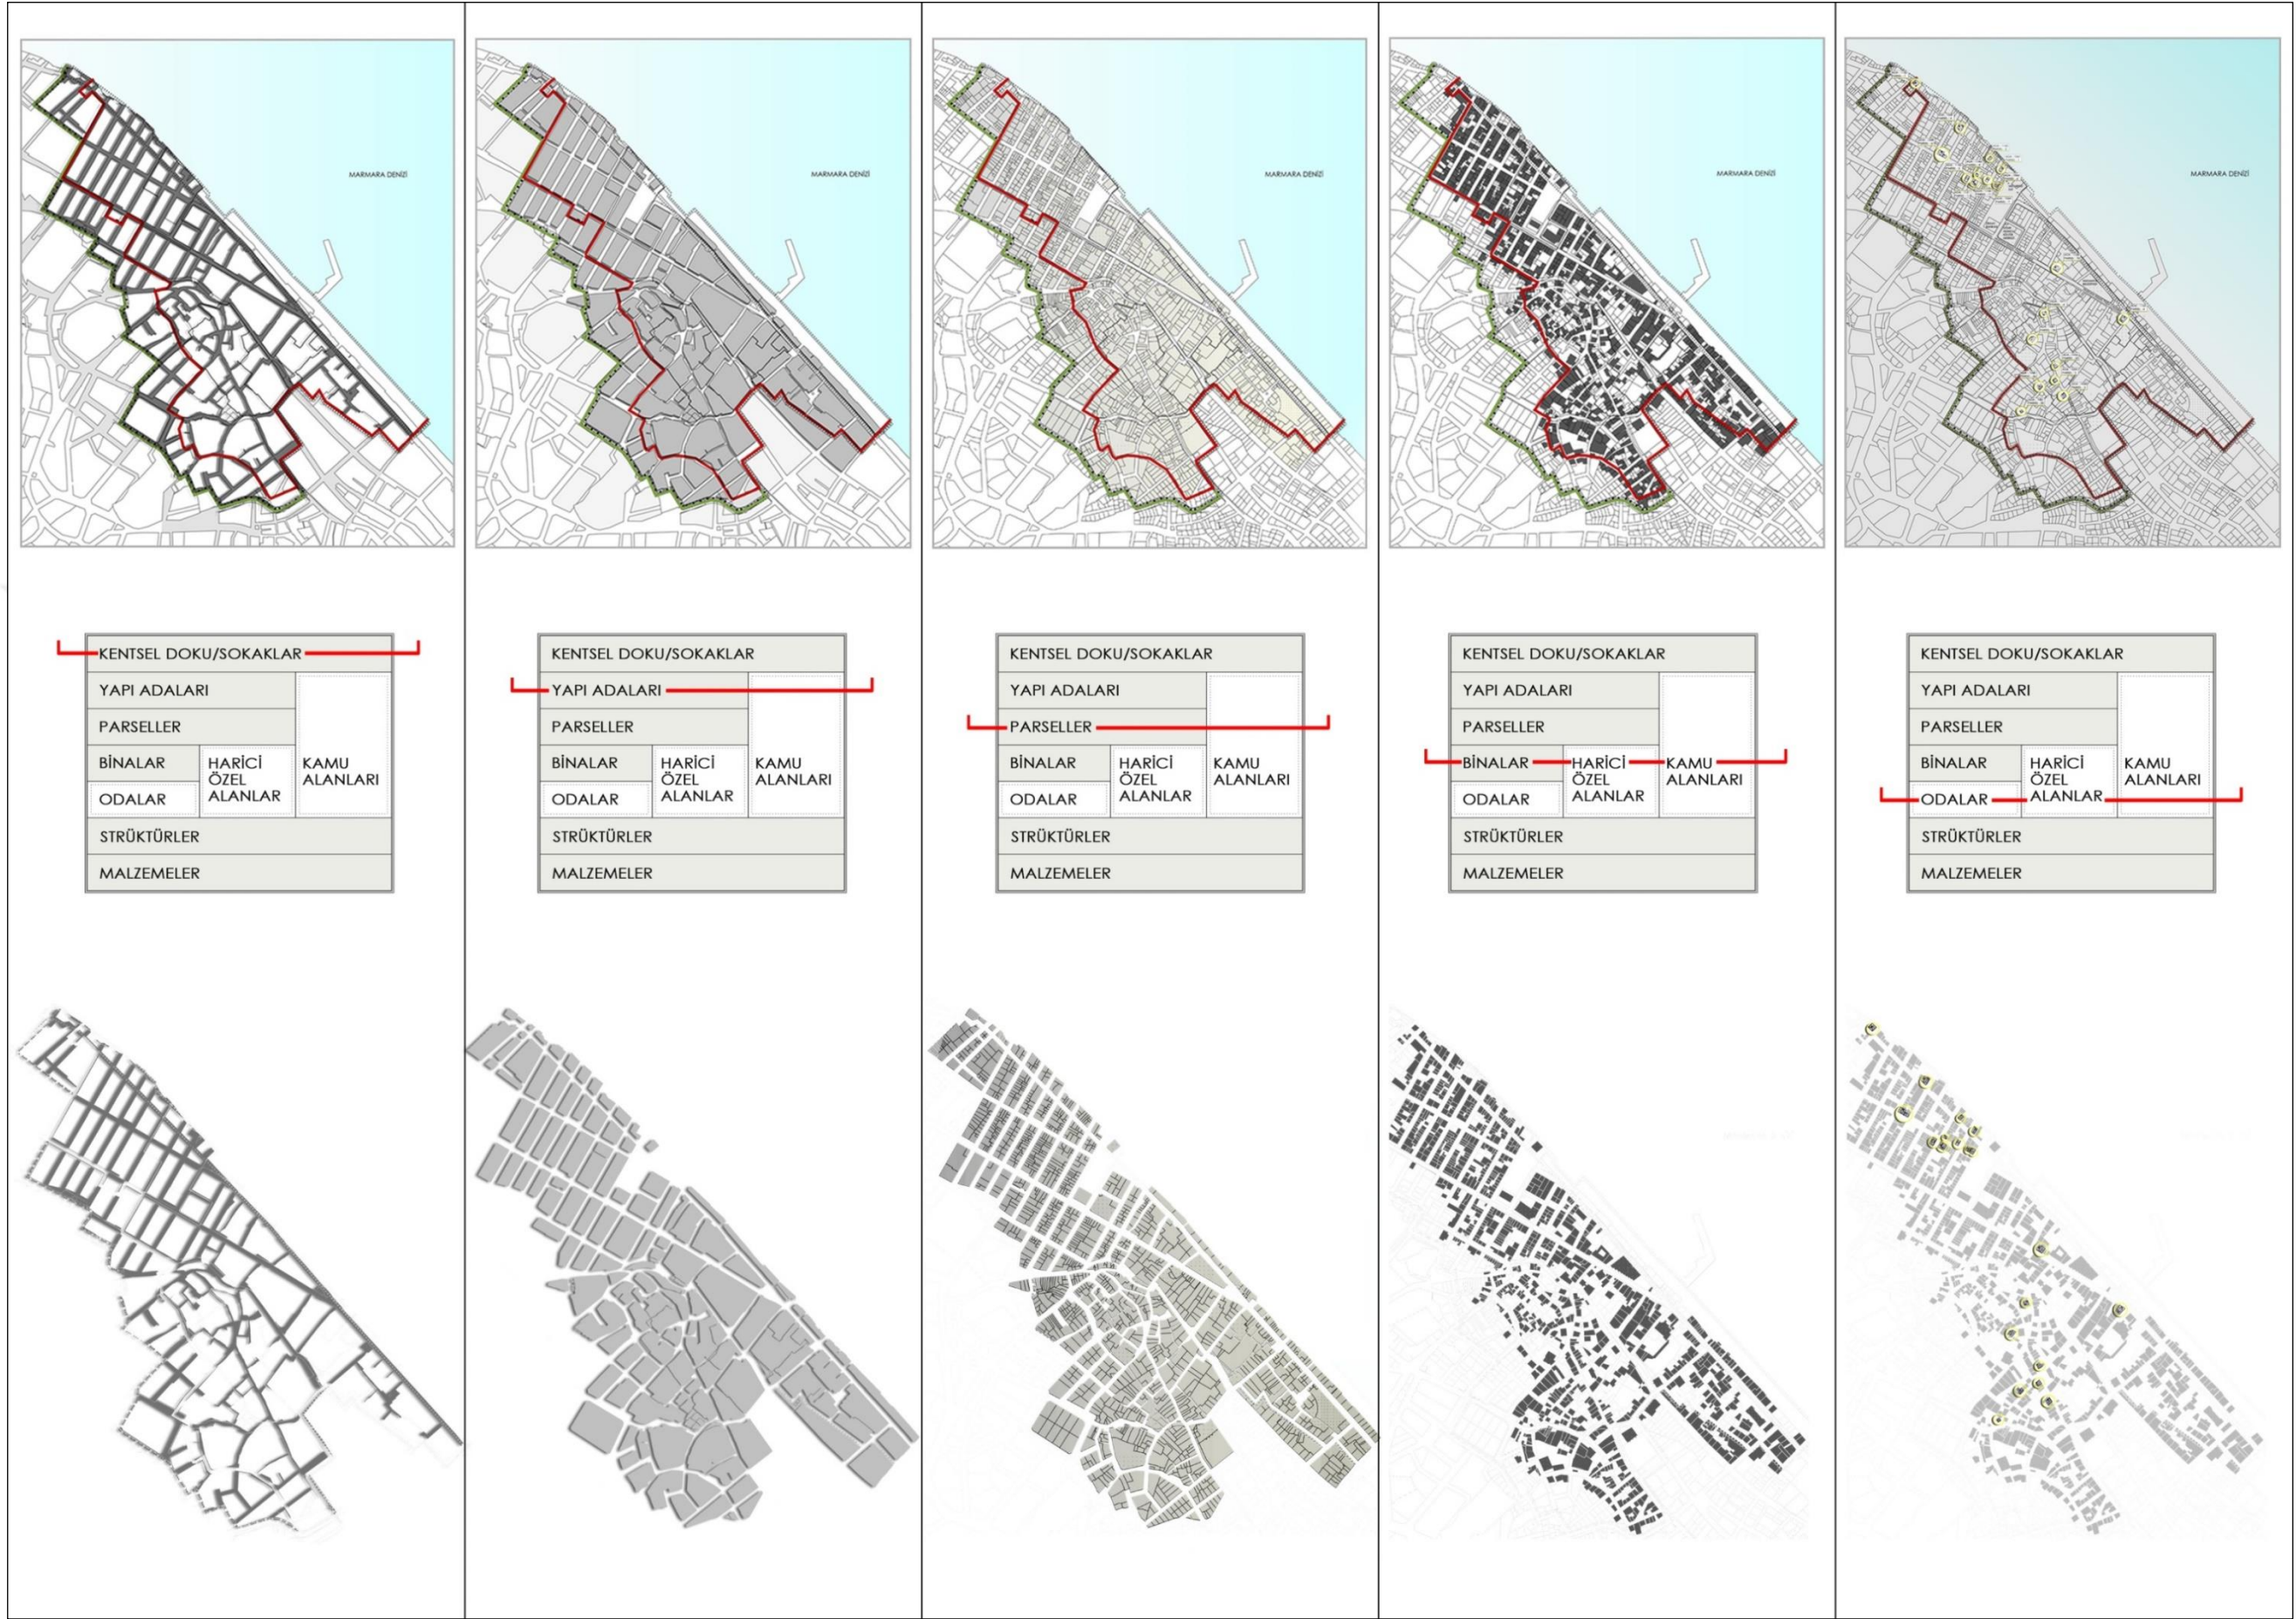 MARMARA DENİZİ
KENTSEL DOKU/SOKAKLAR
YAPI ADALARI
PARSELLER
BİNALAR
HARİCİ
ÖZEL
ALANLAR
KAMU
ALANLARI
ODALAR
STRÜKTÜRLER
MALZEMELER
MARMARA DENİZİ
KENTSEL DOKU/SOKAKLAR
YAPI ADALARI
PARSELLER
BİNALAR
HARİCİ
ÖZEL
ALANLAR
KAMU
ALANLARI
ODALAR
STRÜKTÜRLER
MALZEMELER
MARMARA DENİZİ
KENTSEL DOKU/SOKAKLAR
YAPI ADALARI
PARSELLER
BİNALAR
HARİCİ
ÖZEL
ALANLAR
KAMU
ALANLARI
ODALAR
STRÜKTÜRLER
MALZEMELER
MARMARA DENİZİ
KENTSEL DOKU/SOKAKLAR
YAPI ADALARI
PARSELLER
BİNALAR
HARİCİ
ÖZEL
ALANLAR
KAMU
ALANLARI
ODALAR
STRÜKTÜRLER
MALZEMELER
MARMARA DENİZİ
KENTSEL DOKU/SOKAKLAR
YAPI ADALARI
PARSELLER
BİNALAR
HARİCİ
ÖZEL
ALANLAR
KAMU
ALANLARI
ODALAR
STRÜKTÜRLER
MALZEMELER